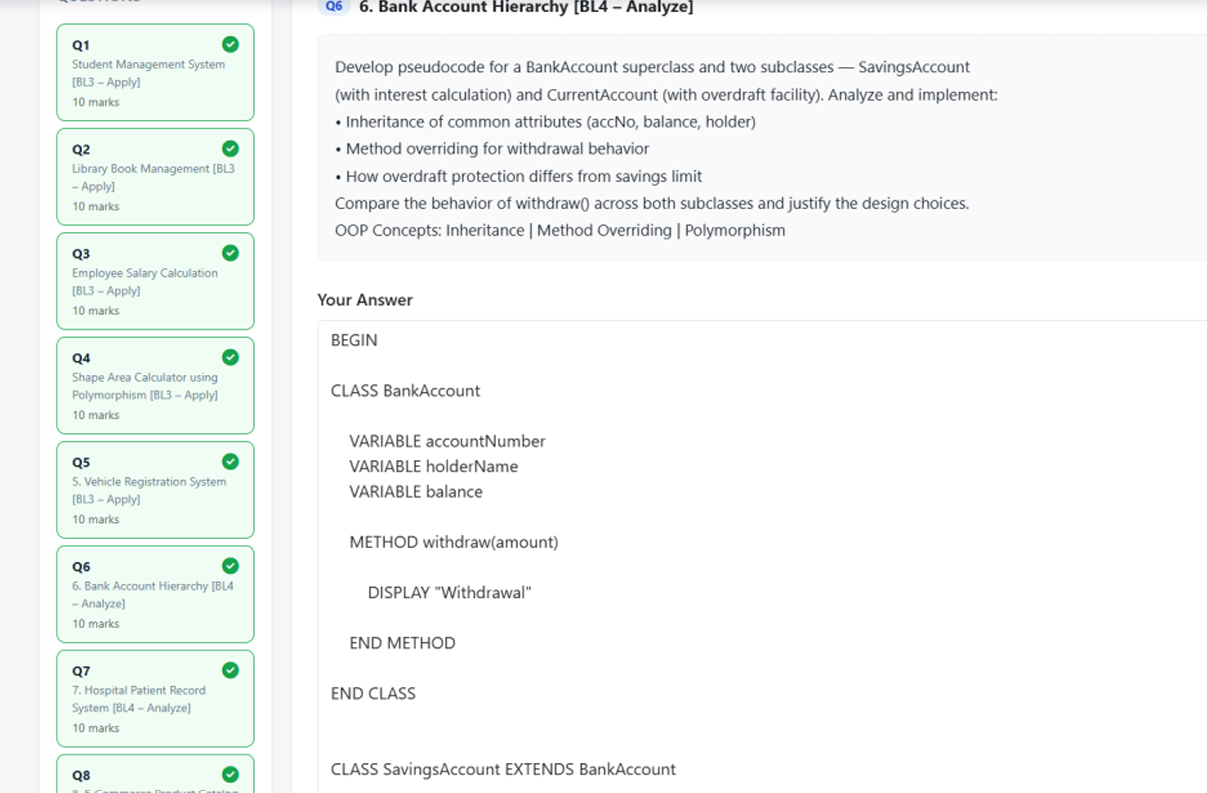 Q1
Student Management System
[BL3 – Apply]
10 marks
Q2
Library Book Management [BL3
– Apply]
10 marks
Q3
Employee Salary Calculation
[BL3 – Apply]
10 marks
Q4
Shape Area Calculator using
Polymorphism [BL3 – Apply]
10 marks
Q5
5. Vehicle Registration System
[BL3 – Apply]
10 marks
Q6
6. Bank Account Hierarchy [BL4
– Analyze]
10 marks
Q7
7. Hospital Patient Record
System [BL4 – Analyze]
10 marks
Q8
Q6 6. Bank Account Hierarchy [BL4 – Analyze]
Develop pseudocode for a BankAccount superclass and two subclasses — SavingsAccount
(with interest calculation) and CurrentAccount (with overdraft facility). Analyze and implement:
• Inheritance of common attributes (accNo, balance, holder)
• Method overriding for withdrawal behavior
• How overdraft protection differs from savings limit
Compare the behavior of withdraw() across both subclasses and justify the design choices.
OOP Concepts: Inheritance | Method Overriding | Polymorphism
Your Answer
BEGIN
CLASS BankAccount
VARIABLE accountNumber
VARIABLE holderName
VARIABLE balance
METHOD withdraw(amount)
DISPLAY "Withdrawal"
END METHOD
END CLASS
CLASS SavingsAccount EXTENDS BankAccount